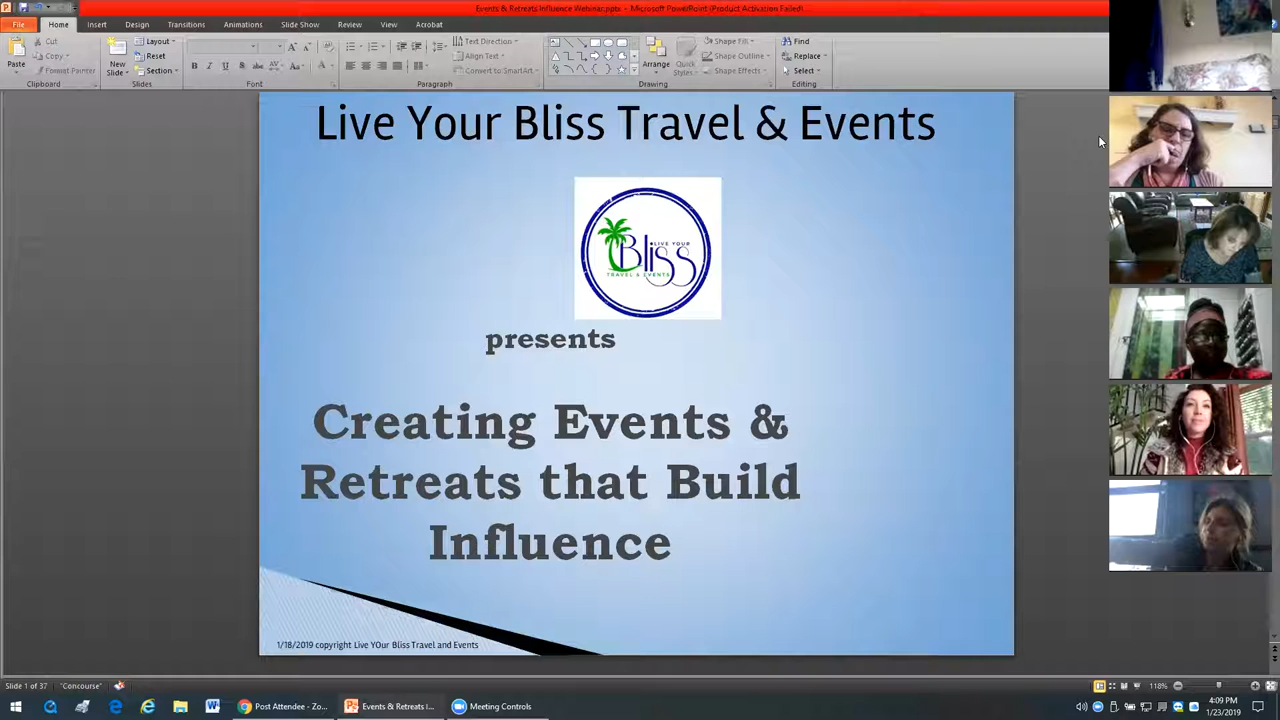 Events & Retreats Influence Webinar.pptx - Microsoft PowerPoint (Product Activation Failed)
File Home Insert Design Transitions Animations Slide Show Review View Acrobat
Paste
Cut
Copy
Format Painter
Clipboard
New Slide
Layout
Reset
Section
Slides
B I U S abc AV Aa A
Font
Text Direction
Align Text
Convert to SmartArt
Paragraph
Arrange
Quick Styles
Shape Fill
Shape Outline
Shape Effects
Drawing
Find
Replace
Select
Editing
Live Your Bliss Travel & Events
LIVE YOUR
Bliss
TRAVEL & EVENTS
presents
Creating Events &
Retreats that Build
Influence
1/18/2019 copyright Live YOur Bliss Travel and Events
Slide 1 of 37 "Concourse" 118%
Post Attendee - Zo... Events & Retreats I... Meeting Controls
4:09 PM
1/23/2019